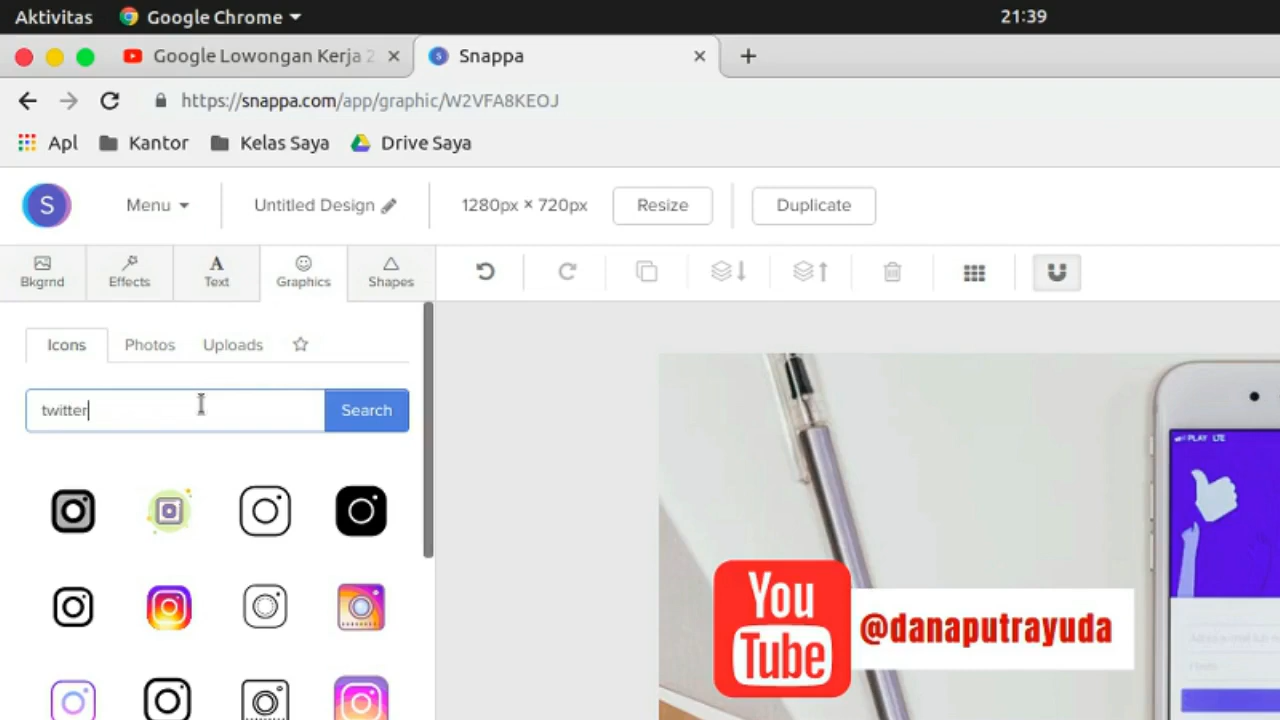 Aktivitas Google Chrome 21:39
Google Lowongan Kerja 2 Snappa
https://snappa.com/app/graphic/W2VFA8KEOJ
Apl Kantor Kelas Saya Drive Saya
S Menu Untitled Design 1280px × 720px Resize Duplicate
Bkgrnd Effects Text Graphics Shapes
Icons Photos Uploads
twitter Search
PLAY LTE
You
Tube
@danaputrayuda